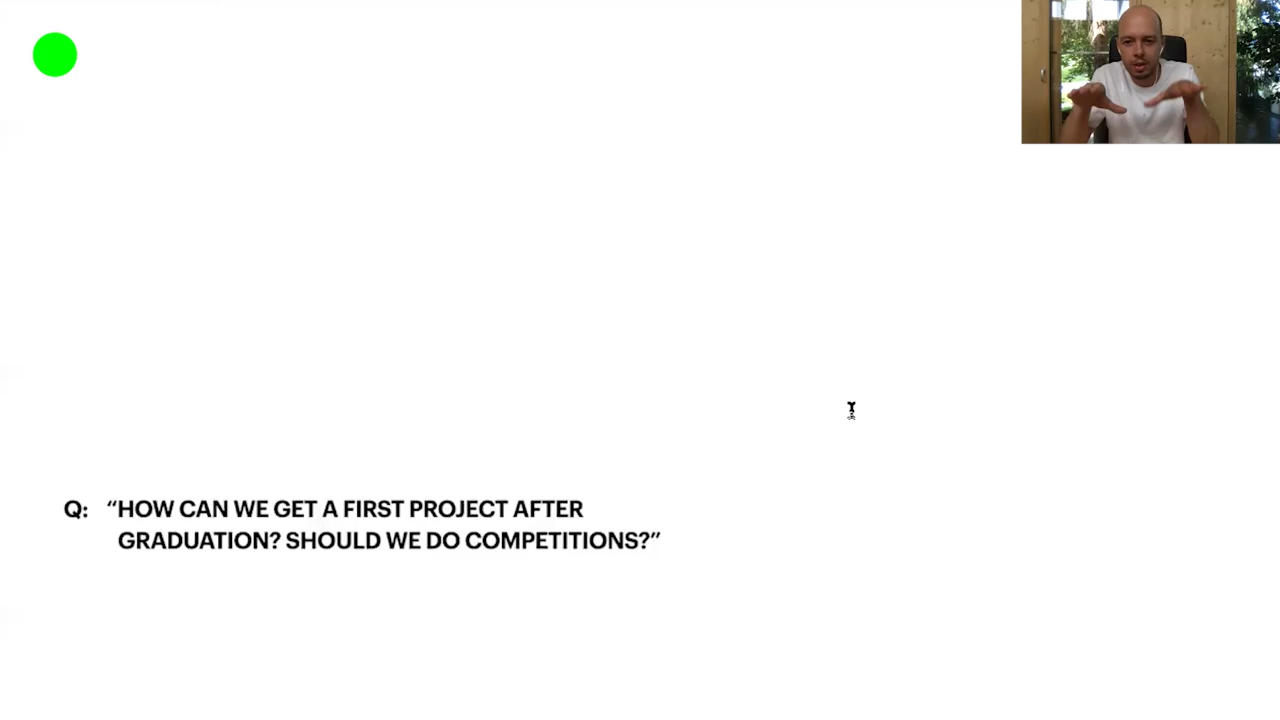 Q: “HOW CAN WE GET A FIRST PROJECT AFTER
GRADUATION? SHOULD WE DO COMPETITIONS?”